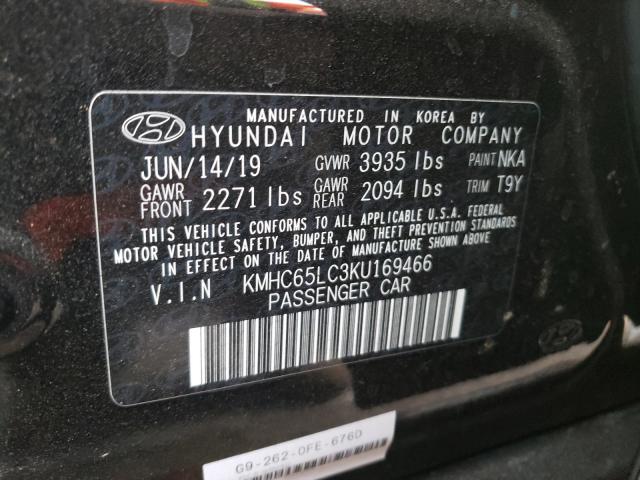 MANUFACTURED IN KOREA BY
HYUNDAI MOTOR COMPANY
JUN/14/19 GVWR 3935 lbs PAINT NKA
GAWR FRONT 2271 lbs GAWR REAR 2094 lbs TRIM T9Y
THIS VEHICLE CONFORMS TO ALL APPLICABLE U.S.A. FEDERAL
MOTOR VEHICLE SAFETY, BUMPER, AND THEFT PREVENTION STANDARDS
IN EFFECT ON THE DATE OF MANUFACTURE SHOWN ABOVE.
V.I.N KMHC65LC3KU169466
PASSENGER CAR
G9-262-0FE-676D